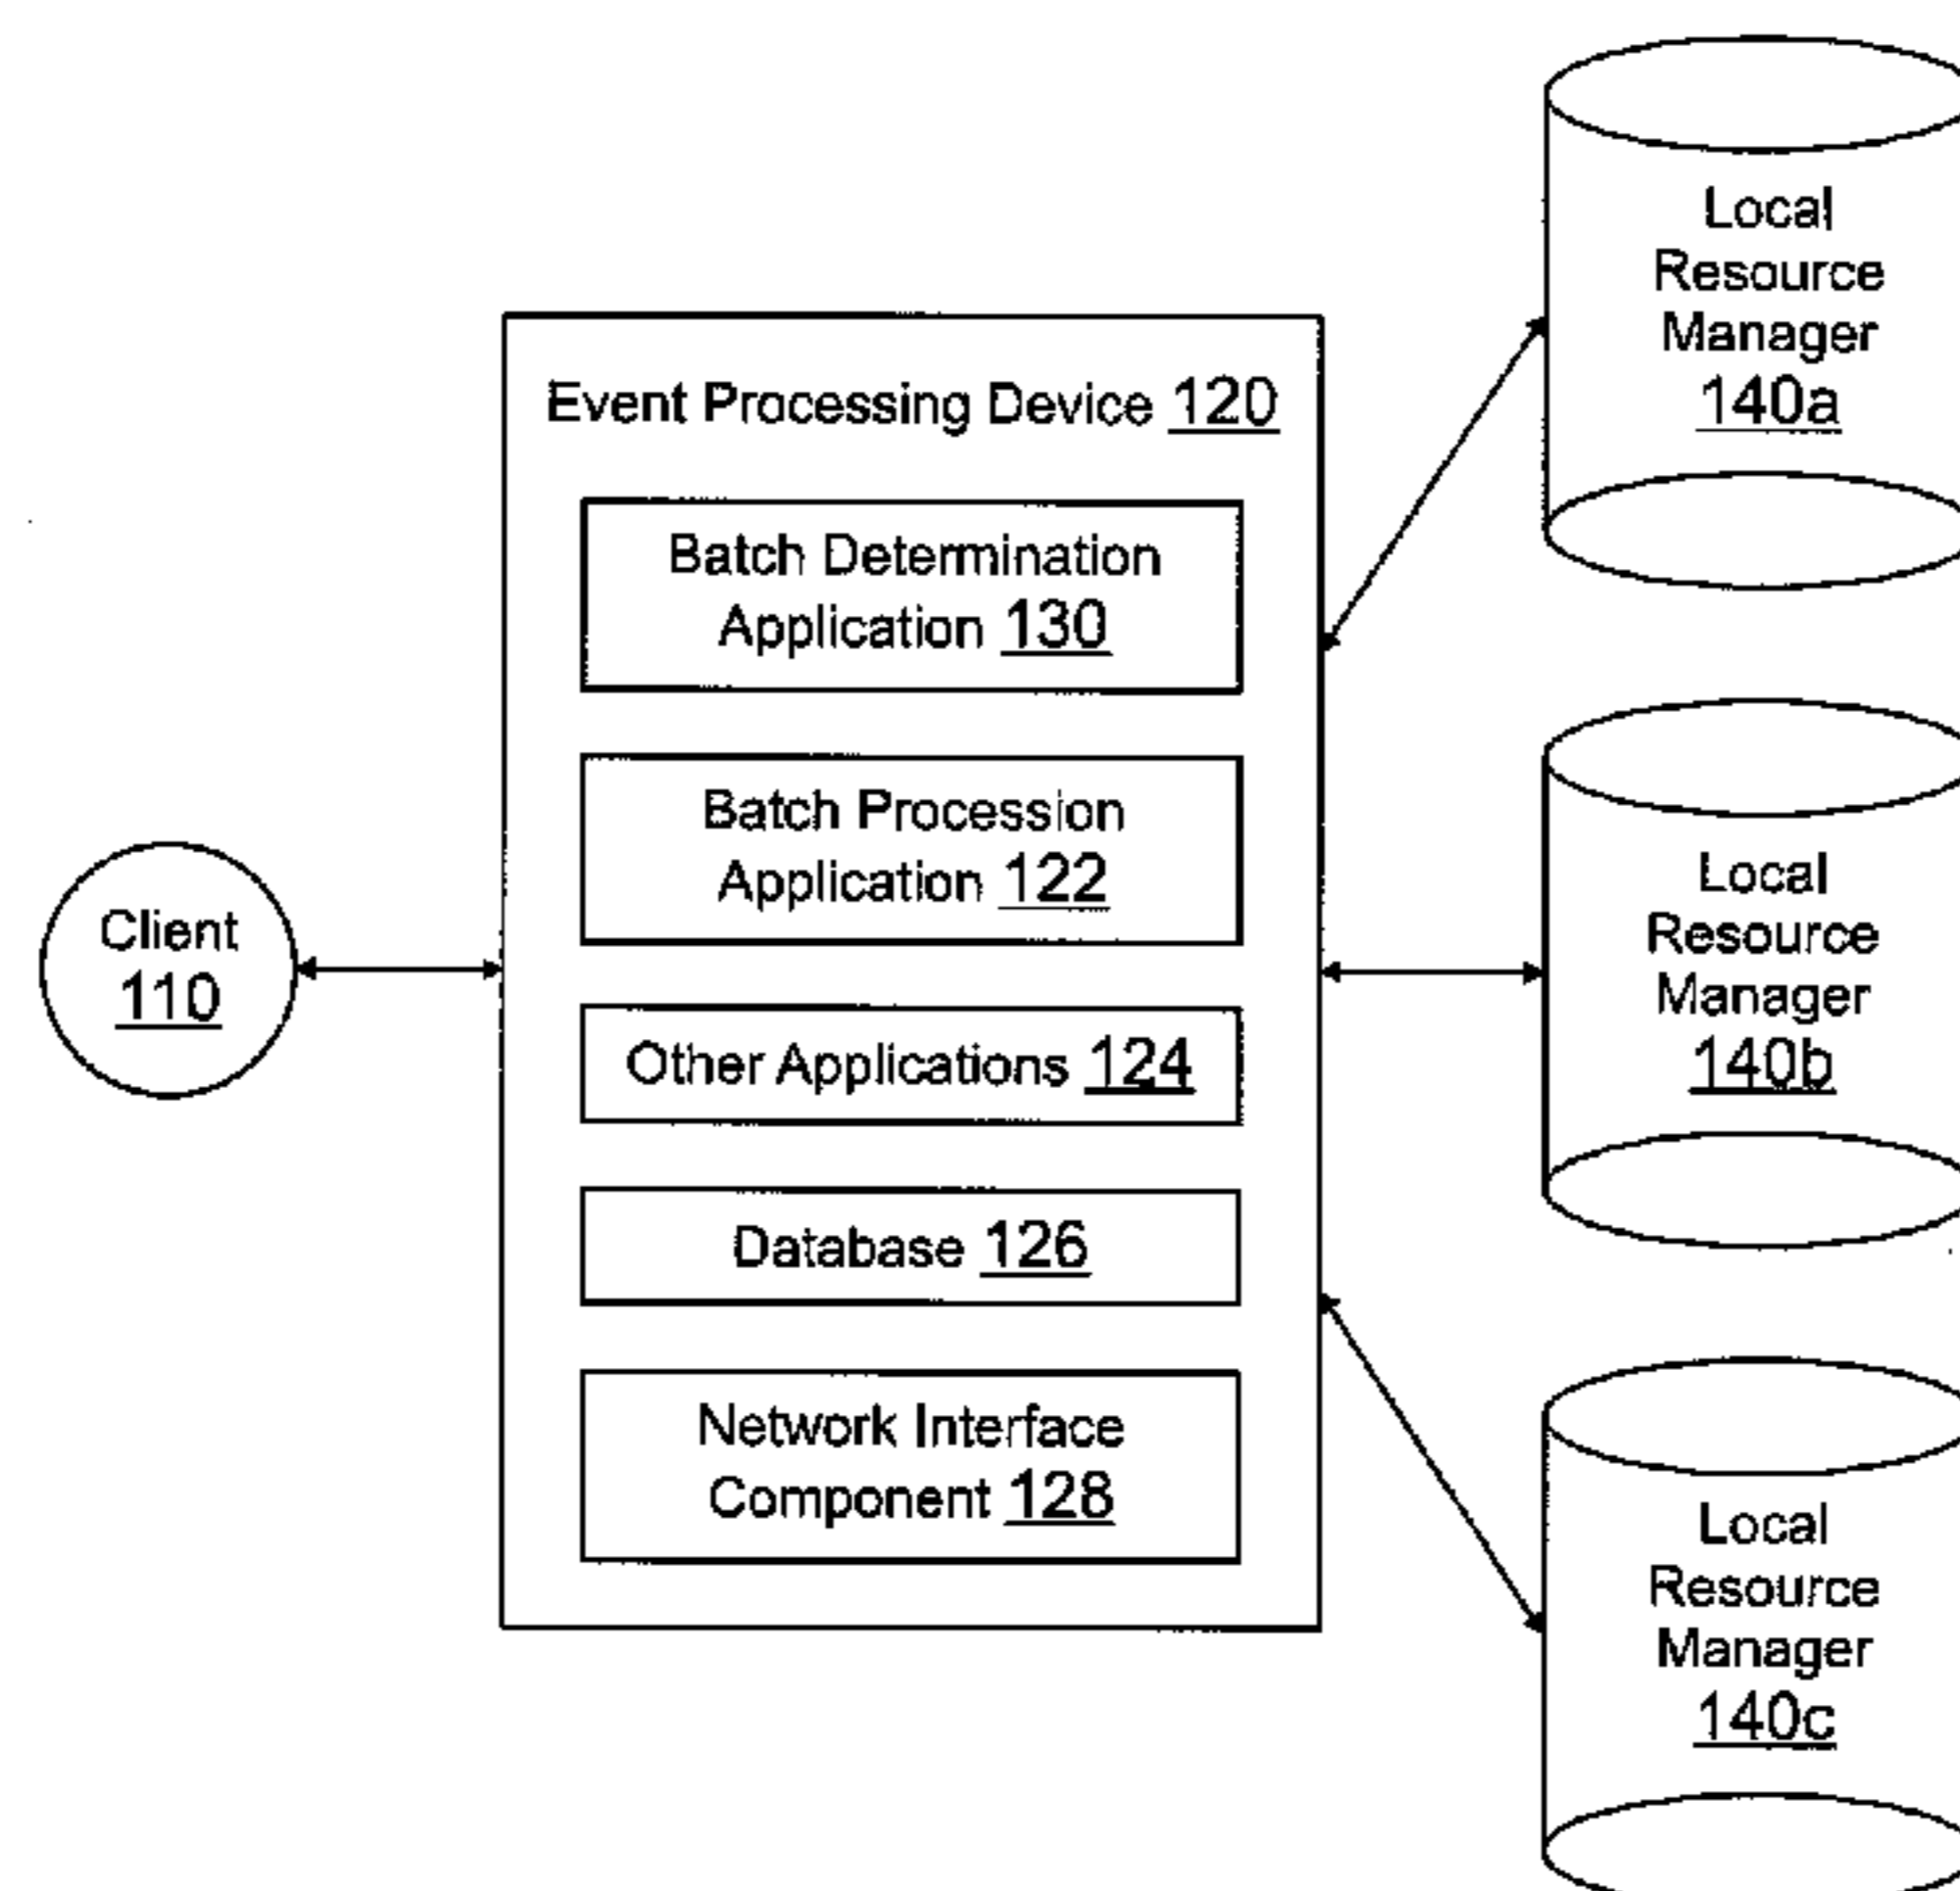 Client
110
Event Processing Device 120
Batch Determination
Application 130
Batch Procession
Application 122
Other Applications 124
Database 126
Network Interface
Component 128
Local
Resource
Manager
140a
Local
Resource
Manager
140b
Local
Resource
Manager
140c